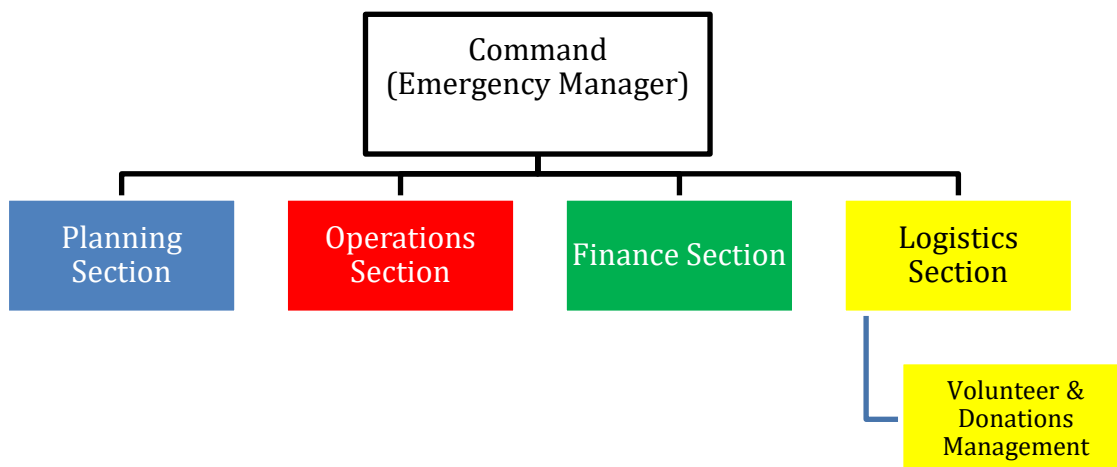 Command
(Emergency Manager)
Planning
Section
Operations
Section
Finance Section
Logistics
Section
Volunteer &
Donations
Management